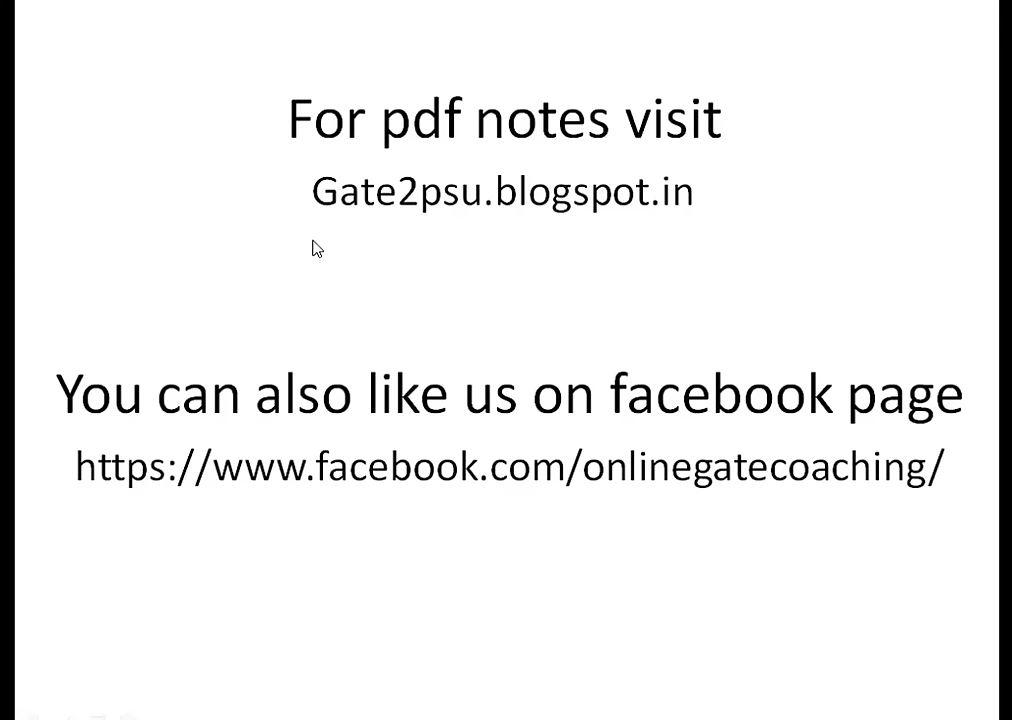 For pdf notes visit
Gate2psu.blogspot.in
You can also like us on facebook page
https://www.facebook.com/onlinegatecoaching/